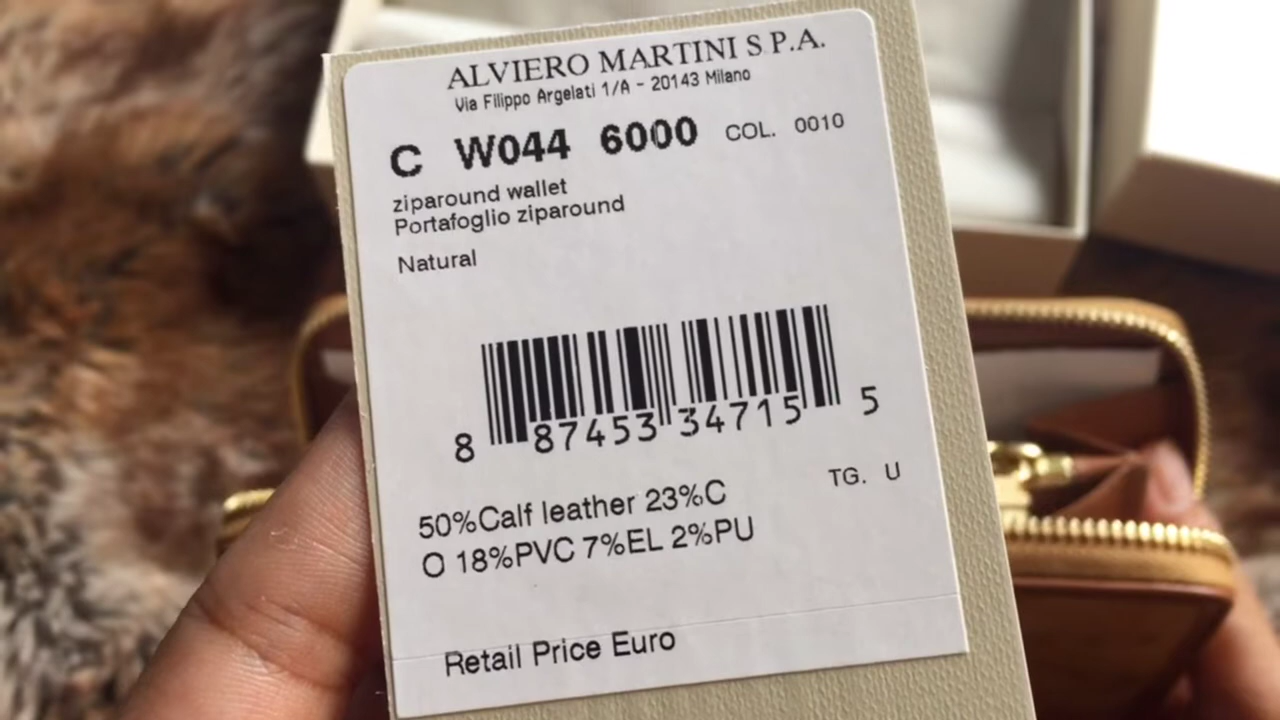 ALVIERO MARTINI S.P.A.
Via Filippo Argelati 1/A - 20143 Milano
C W044 6000 COL. 0010
ziparound wallet
Portafoglio ziparound
Natural
8 87453 34715 5
TG. U
50%Calf leather 23%C
O 18%PVC 7%EL 2%PU
Retail Price Euro